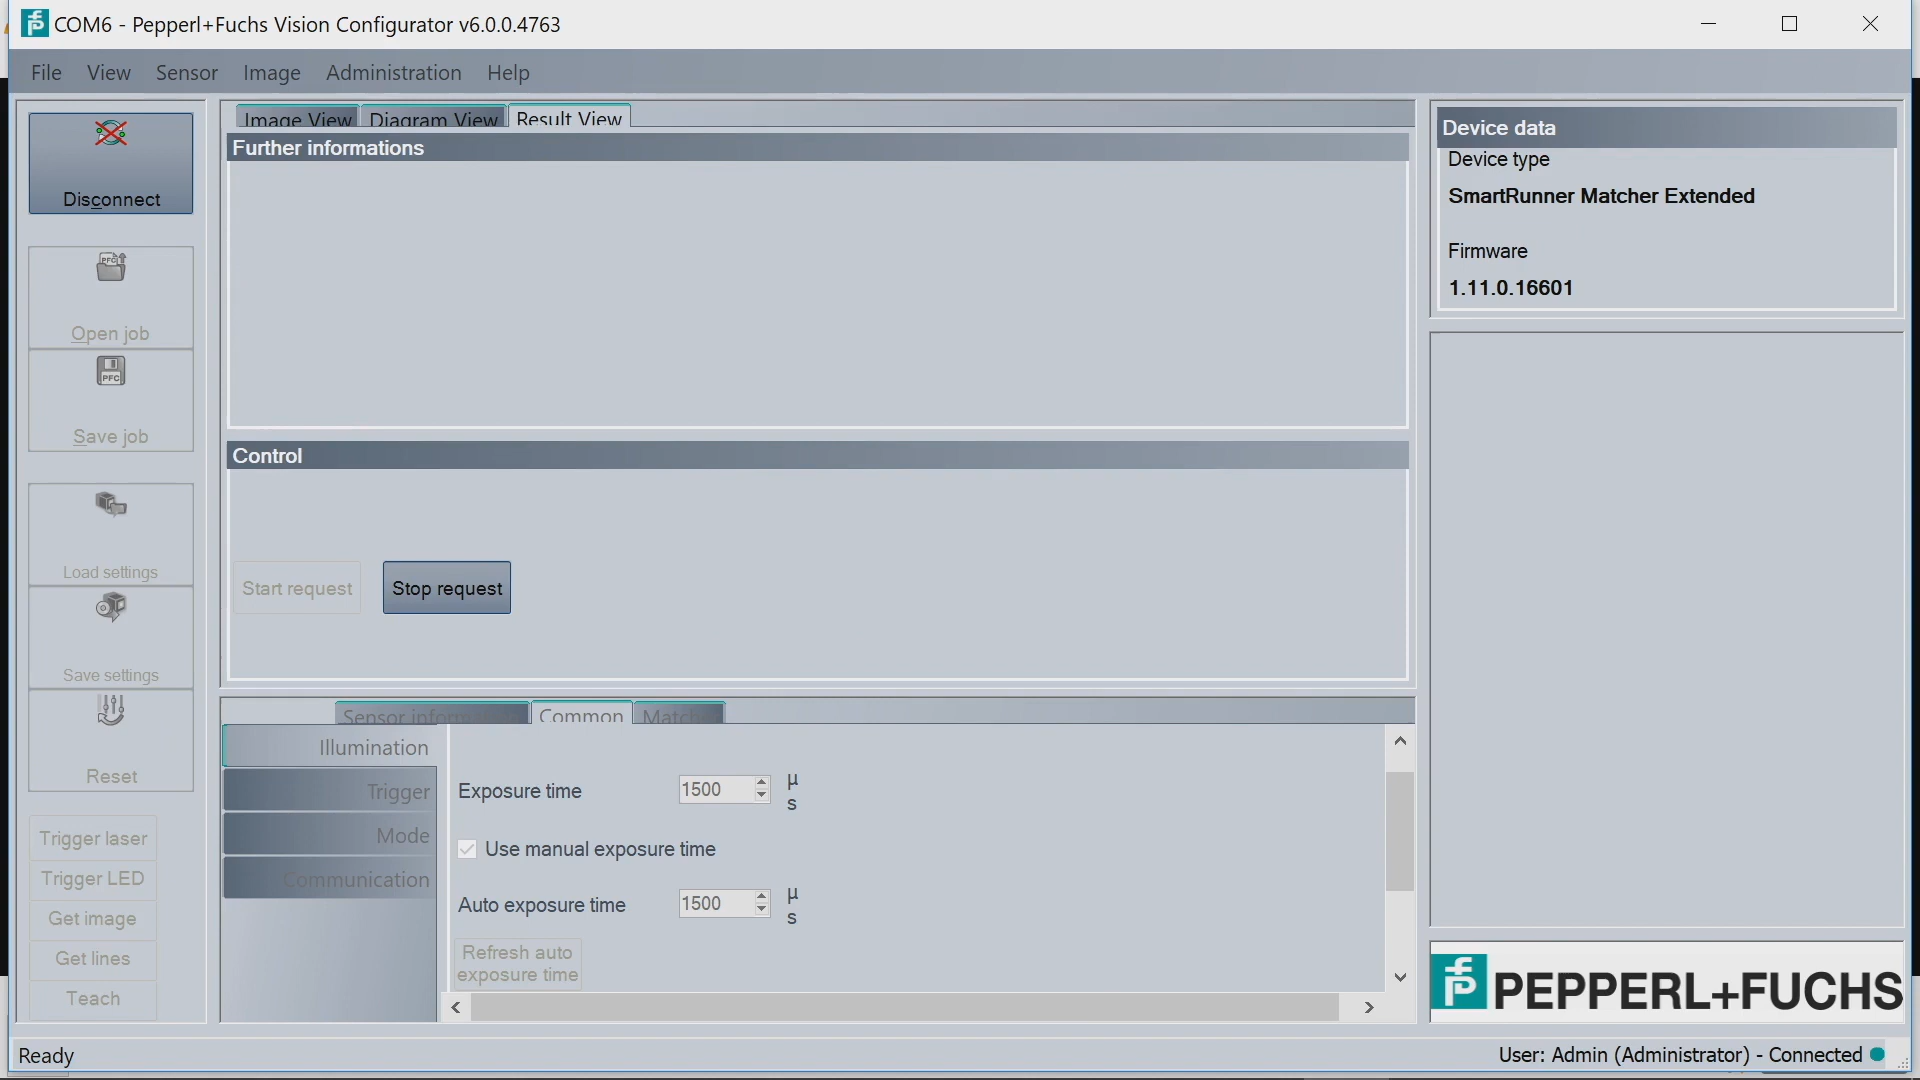 COM6 - Pepperl+Fuchs Vision Configurator v6.0.0.4763
File View Sensor Image Administration Help
Disconnect
Open job
PFC
Save job
Load settings
Save settings
Reset
Trigger laser
Trigger LED
Get image
Get lines
Teach
Image View Diagram View Result View
Further informations
Control
Start request Stop request
Common
Illumination
Trigger
Mode
Communication
Exposure time 1500 µ
s
Use manual exposure time
Auto exposure time 1500 µ
s
Refresh auto
exposure time
Device data
Device type
SmartRunner Matcher Extended
Firmware
1.11.0.16601
PEPPERL+FUCHS
Ready
User: Admin (Administrator) - Connected